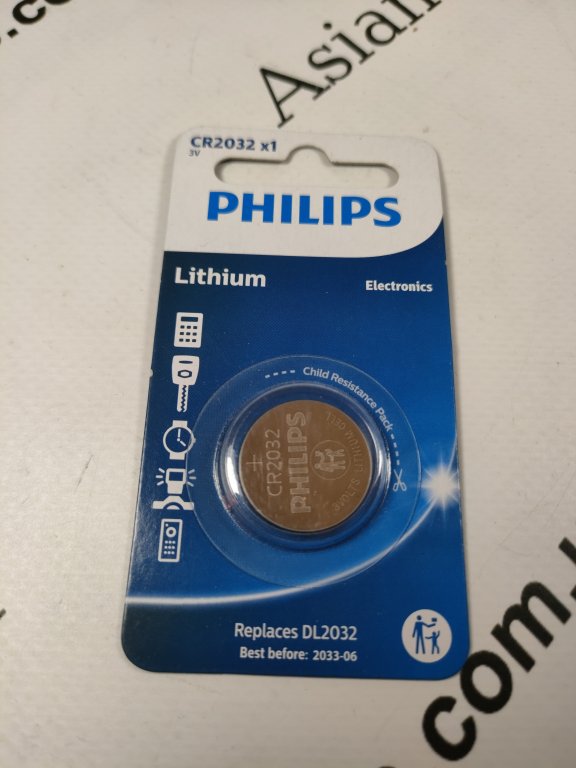 Asian
CR2032 x1
3V
PHILIPS
Lithium
Electronics
Child Resistance Pack
+
CR2032
PHILIPS
Replaces DL2032
Best before: 2033-06
com.